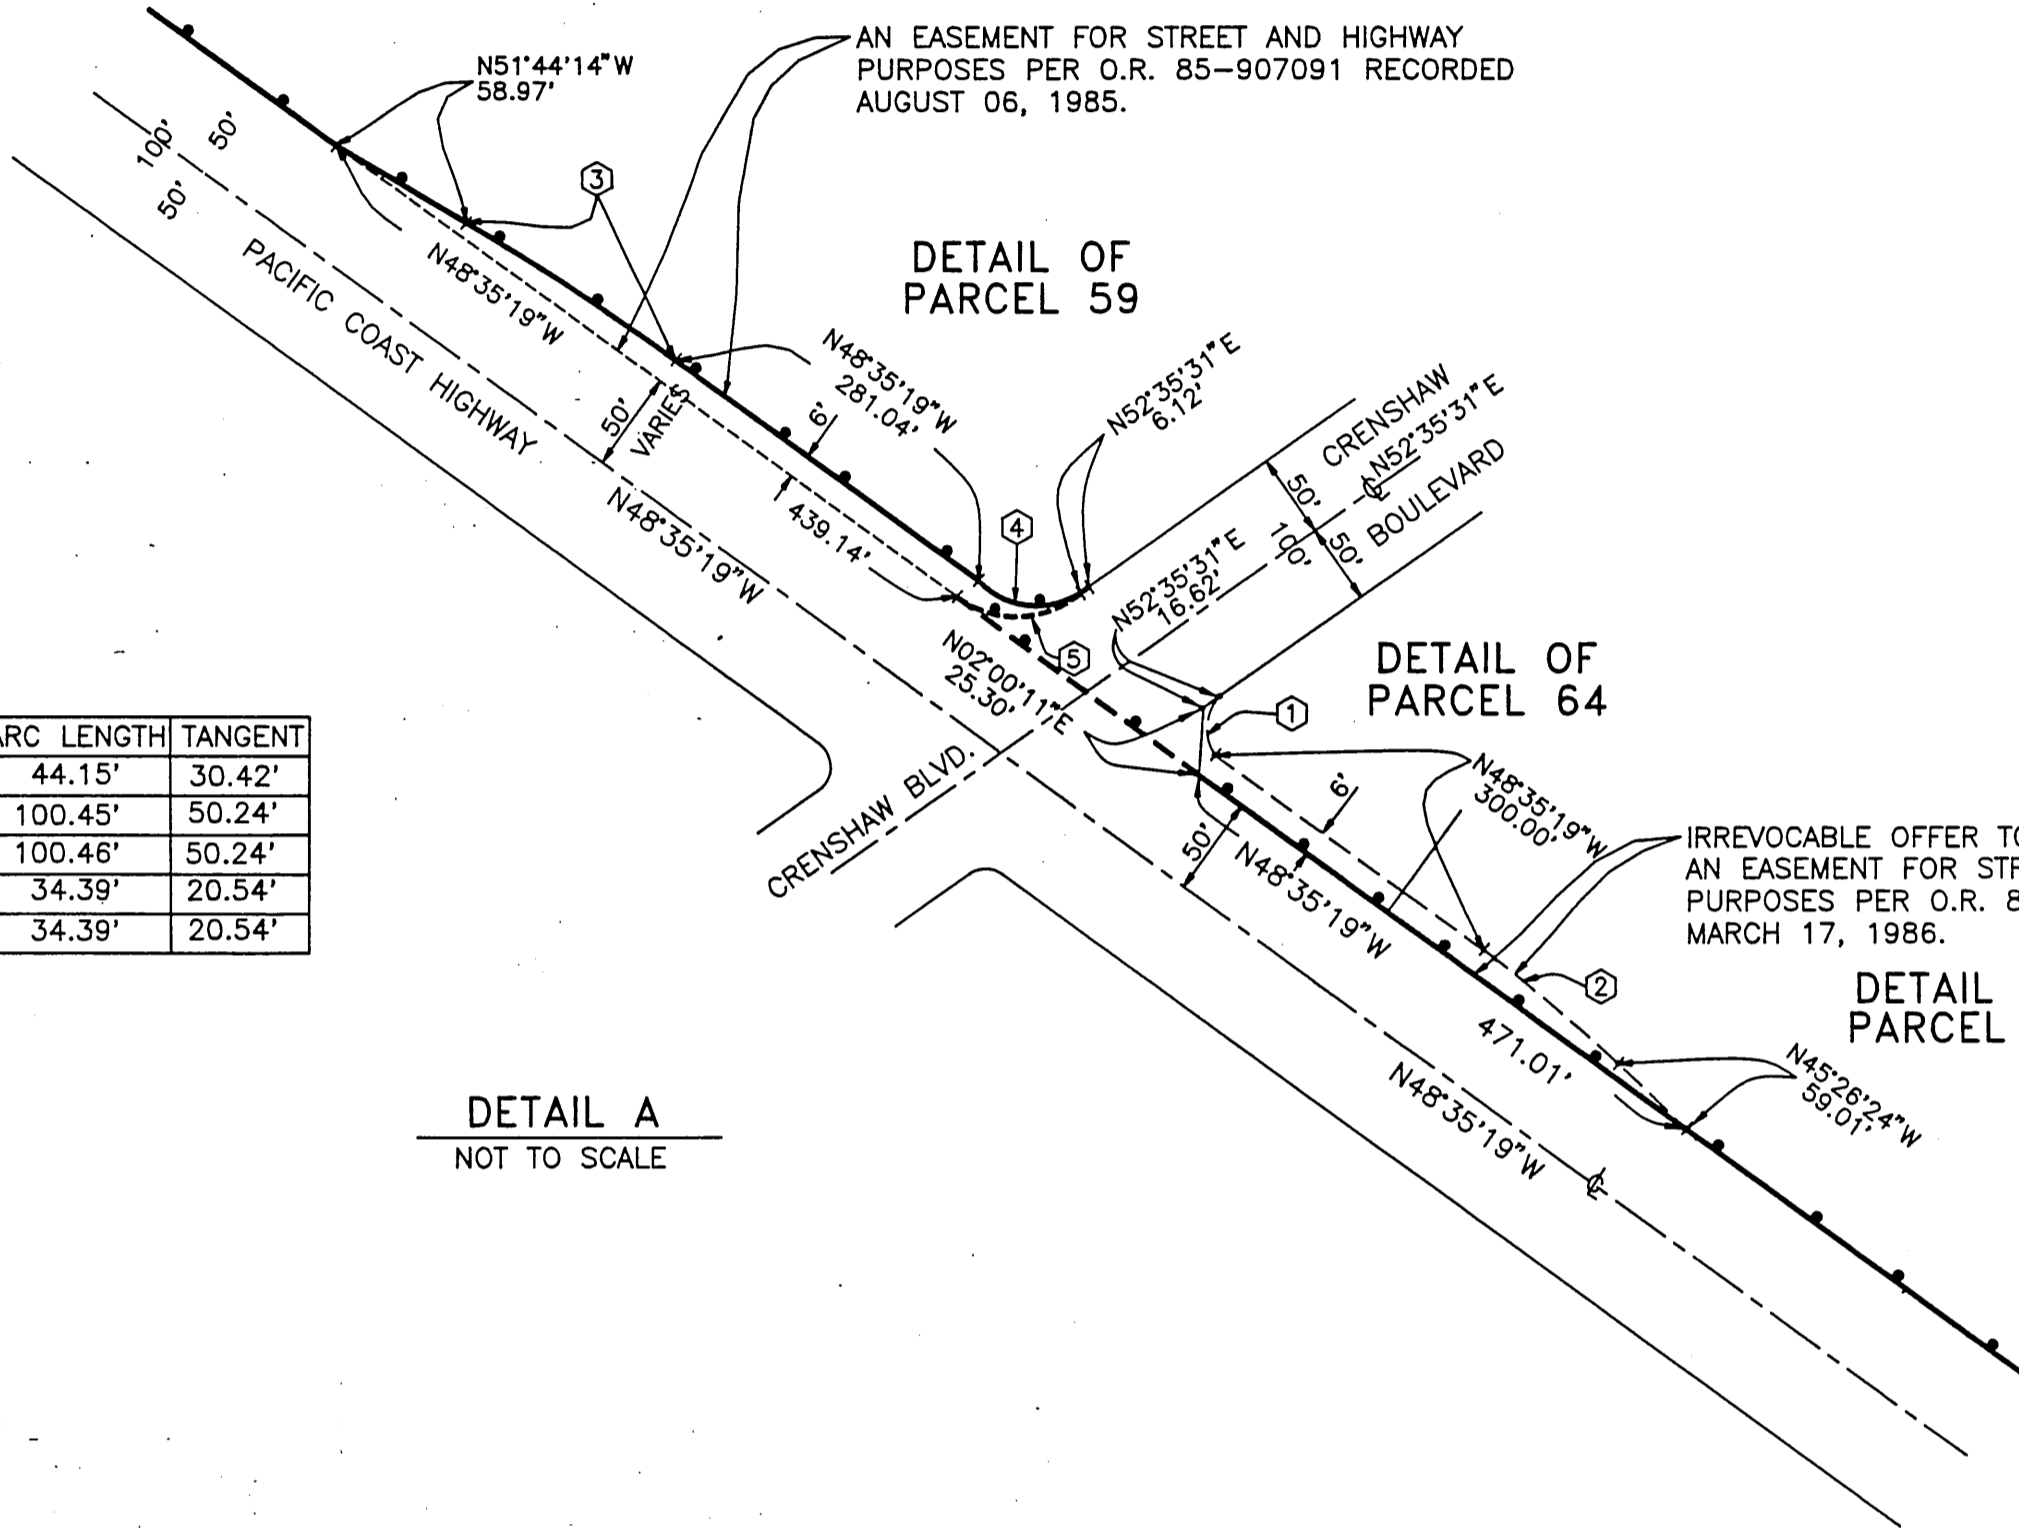 AN EASEMENT FOR STREET AND HIGHWAY
PURPOSES PER O.R. 85-907091 RECORDED
AUGUST 06, 1985.
N51°44'14"W
58.97'
100'
50'
50'
3
N48°35'19"W
PACIFIC COAST HIGHWAY
DETAIL OF
PARCEL 59
N48°35'19"W
281.04'
6'
50'
VARIES
N52°35'31"E
6.12'
CRENSHAW
BOULEVARD
N52°35'31"E
50'
100'
50'
N48°35'19"W
439.14'
4
5
N52°35'31"E
16.62'
N02°00'11"E
25.30'
DETAIL OF
PARCEL 64
1
CRENSHAW BLVD.
50'
6'
N48°35'19"W
300.00'
N48°35'19"W
IRREVOCABLE OFFER TO
AN EASEMENT FOR
PURPOSES PER O.R. 8
MARCH 17, 1986.
2
DETAIL
PARCEL
471.01'
N45°26'24"W
59.01'
N48°35'19"W
ARC LENGTH TANGENT
44.15' 30.42'
100.45' 50.24'
100.46' 50.24'
34.39' 20.54'
34.39' 20.54'
DETAIL A
NOT TO SCALE